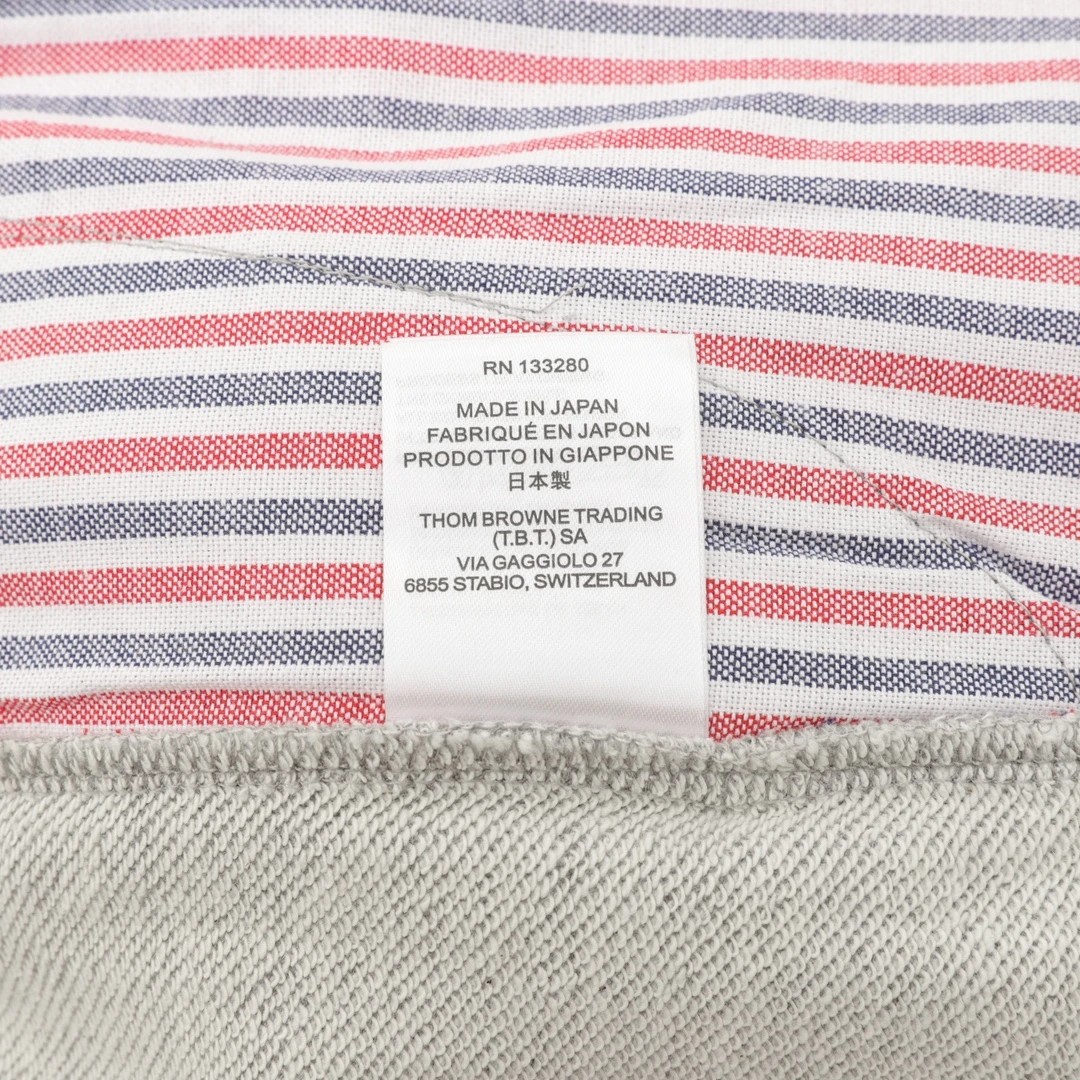 RN 133280
MADE IN JAPAN
FABRIQUÉ EN JAPON
PRODOTTO IN GIAPPONE
日本製
THOM BROWNE TRADING
(T.B.T.) SA
VIA GAGGIOLO 27
6855 STABIO, SWITZERLAND